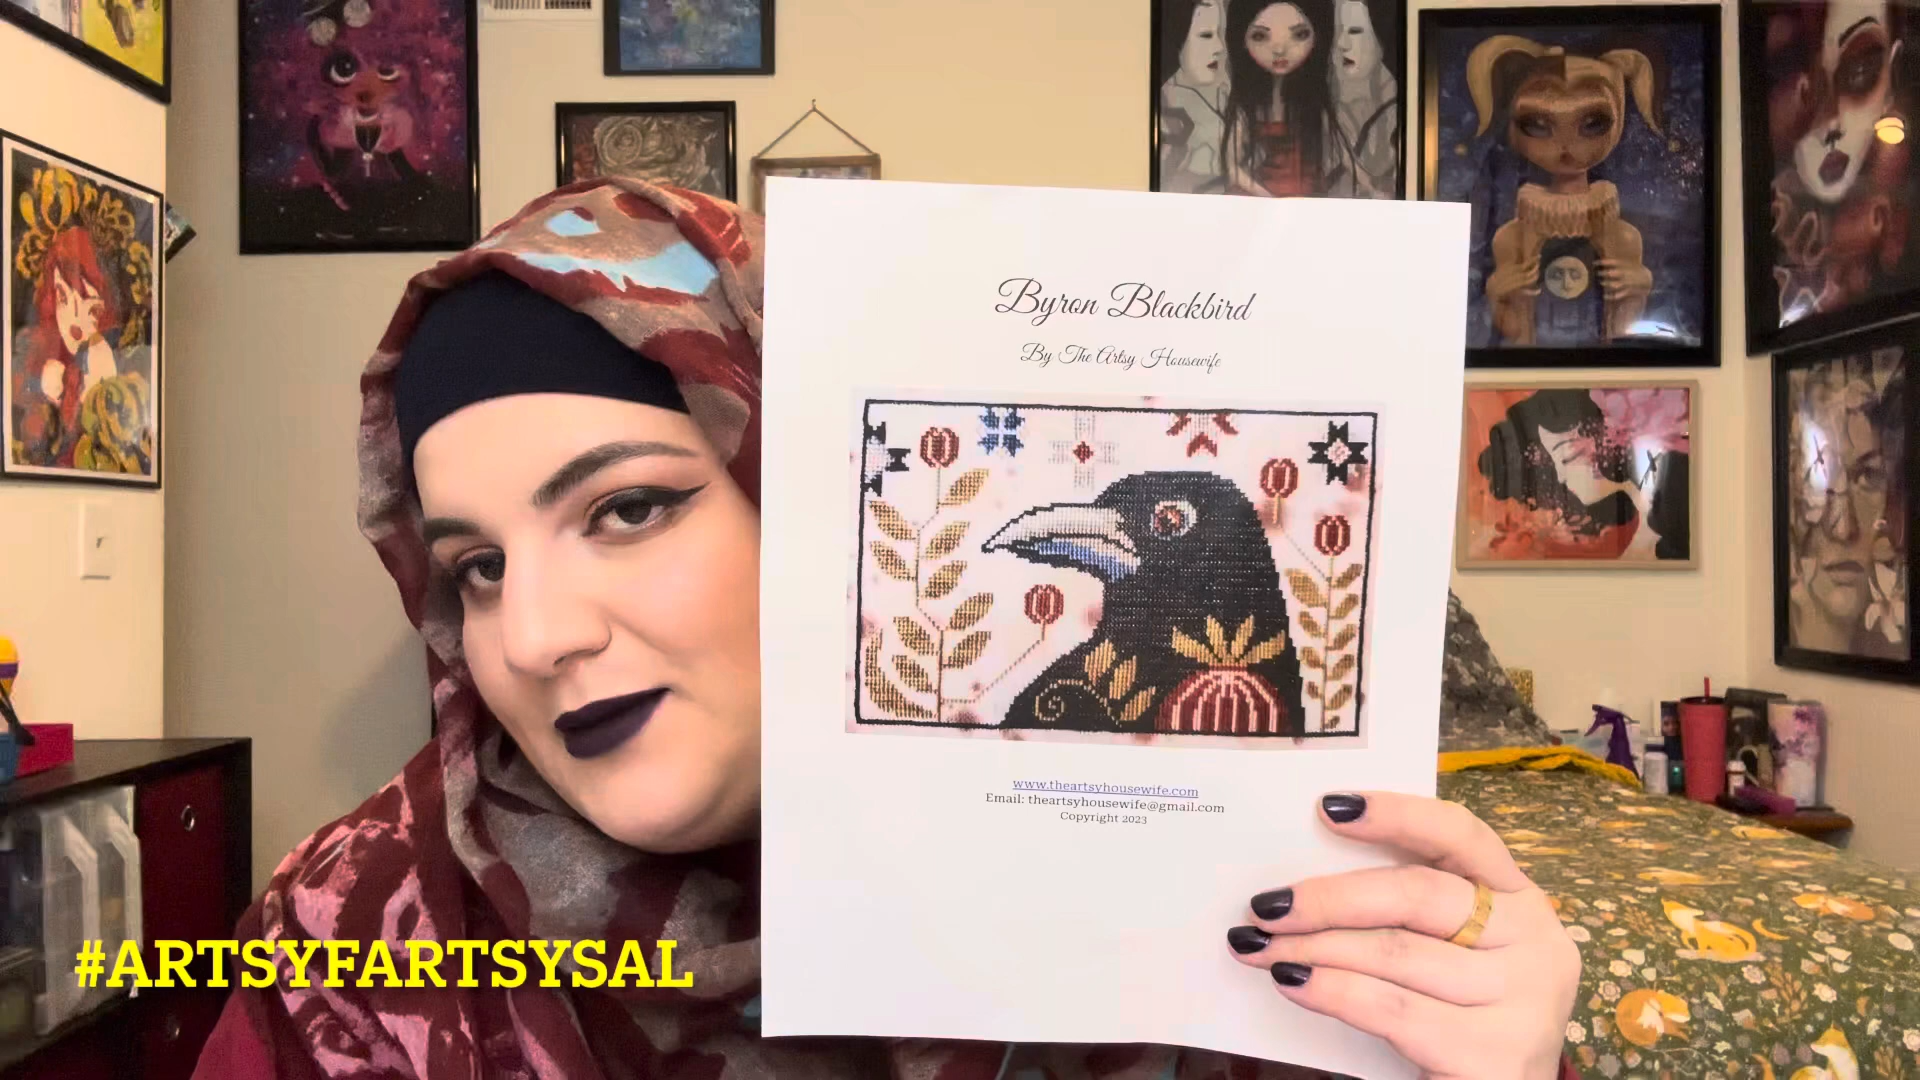 Byron Blackbird
By The Artsy Housewife
www.theartsyhousewife.com
Email: theartsyhousewife@gmail.com
Copyright 2023
#ARTSYFARTSYSAL